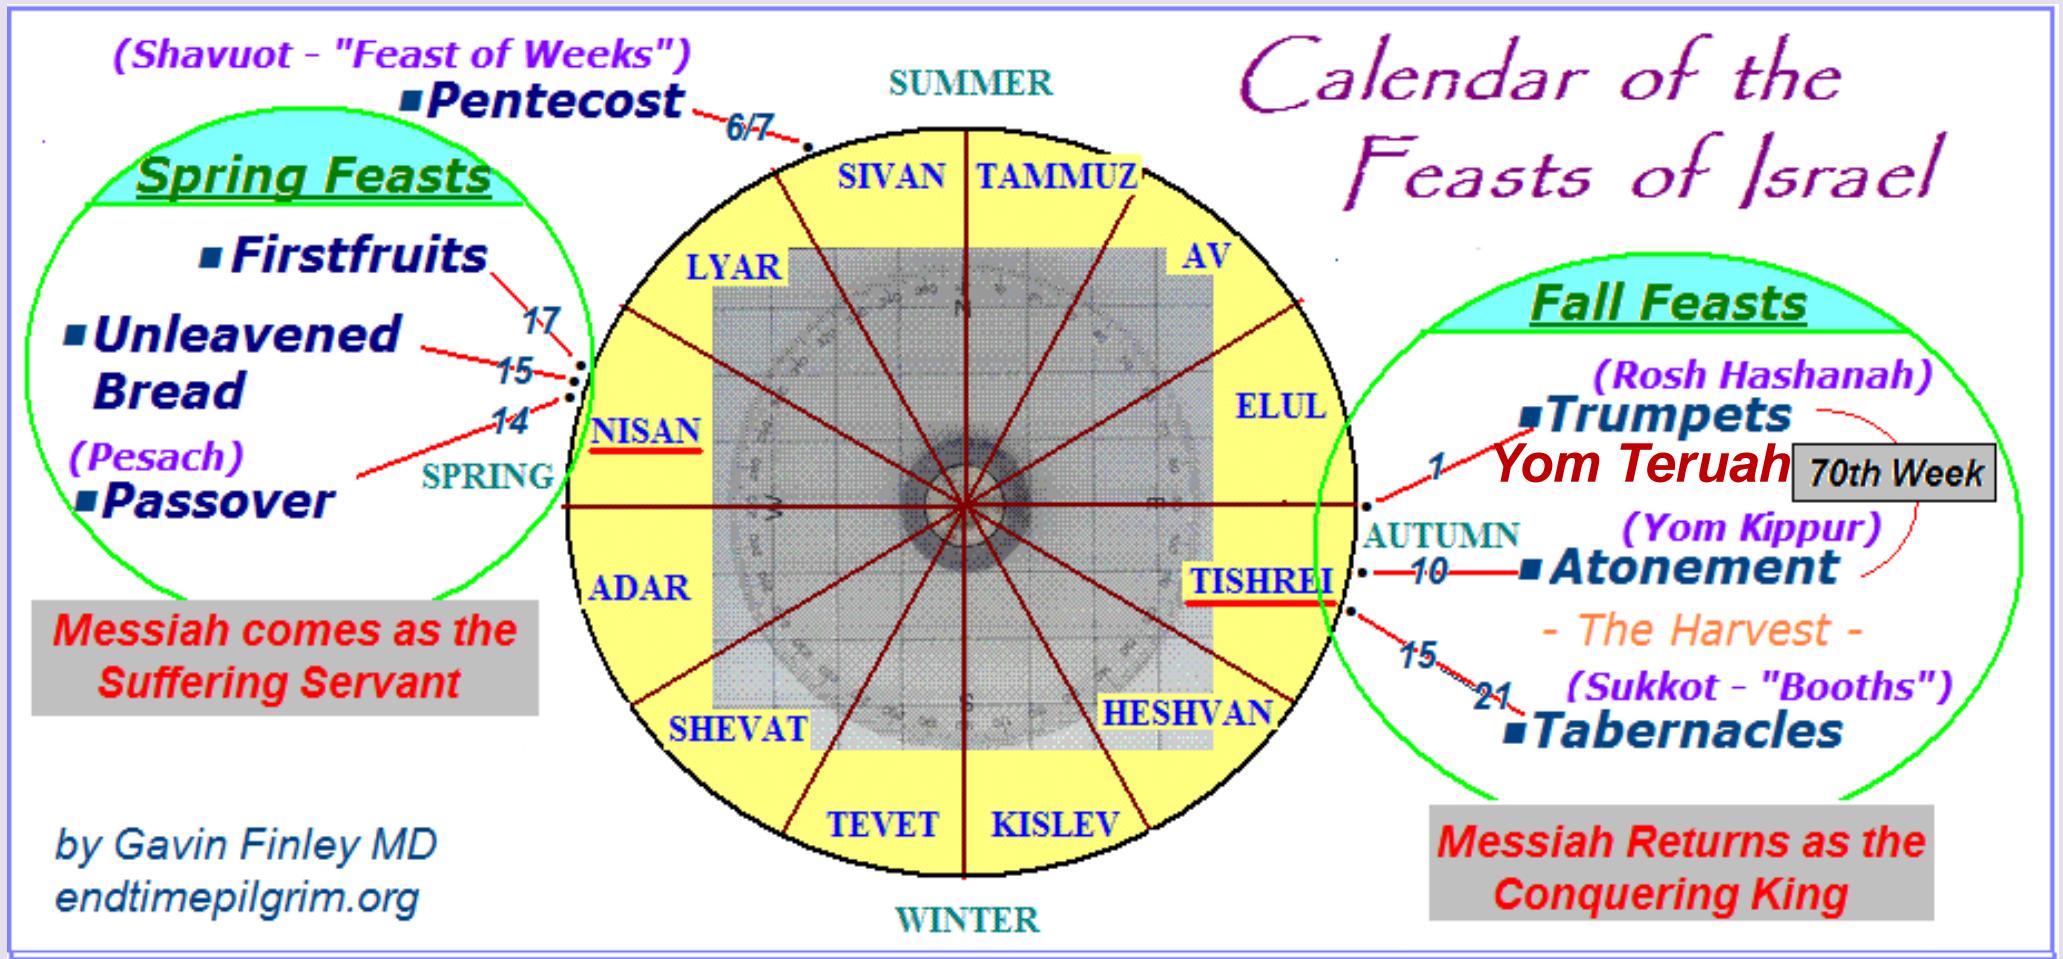 Calendar of the
Feasts of Israel
(Shavuot - "Feast of Weeks")
Pentecost
6/7
Spring Feasts
Firstfruits
17
Unleavened
Bread
15
14
(Pesach)
Passover
Messiah comes as the
Suffering Servant
SUMMER
SPRING
AUTUMN
WINTER
SIVAN
TAMMUZ
LYAR
AV
NISAN
ELUL
ADAR
TISHREI
SHEVAT
HESHVAN
TEVET
KISLEV
N
W
E
S
Fall Feasts
(Rosh Hashanah)
Trumpets
1
Yom Teruah
70th Week
(Yom Kippur)
10
Atonement
- The Harvest -
15
21
(Sukkot - "Booths")
Tabernacles
Messiah Returns as the
Conquering King
by Gavin Finley MD
endtimepilgrim.org